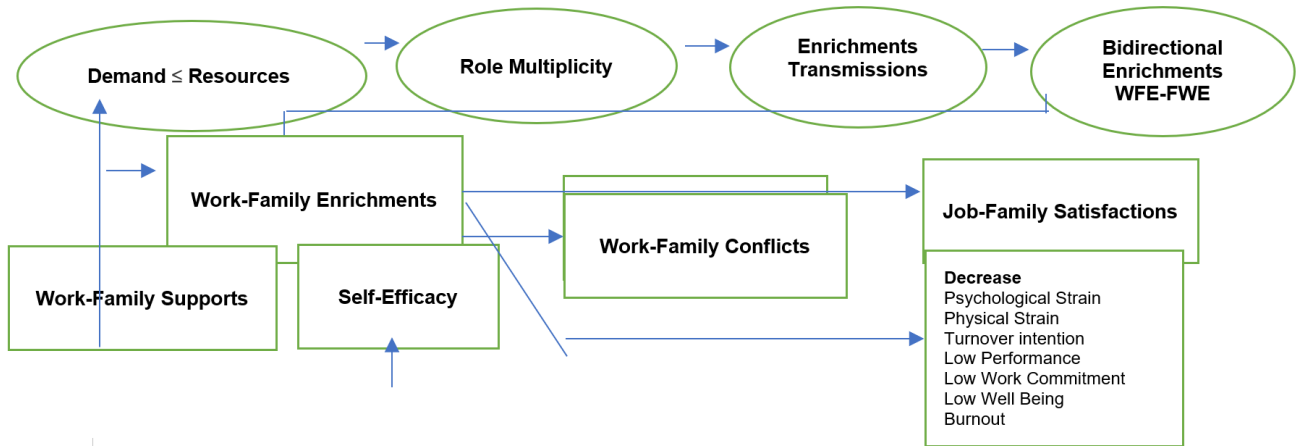 Demand ≤ Resources
Role Multiplicity
Enrichments
Transmissions
Bidirectional
Enrichments
WFE-FWE
Work-Family Enrichments
Work-Family Conflicts
Job-Family Satisfactions
Work-Family Supports
Self-Efficacy
Decrease
Psychological Strain
Physical Strain
Turnover intention
Low Performance
Low Work Commitment
Low Well Being
Burnout